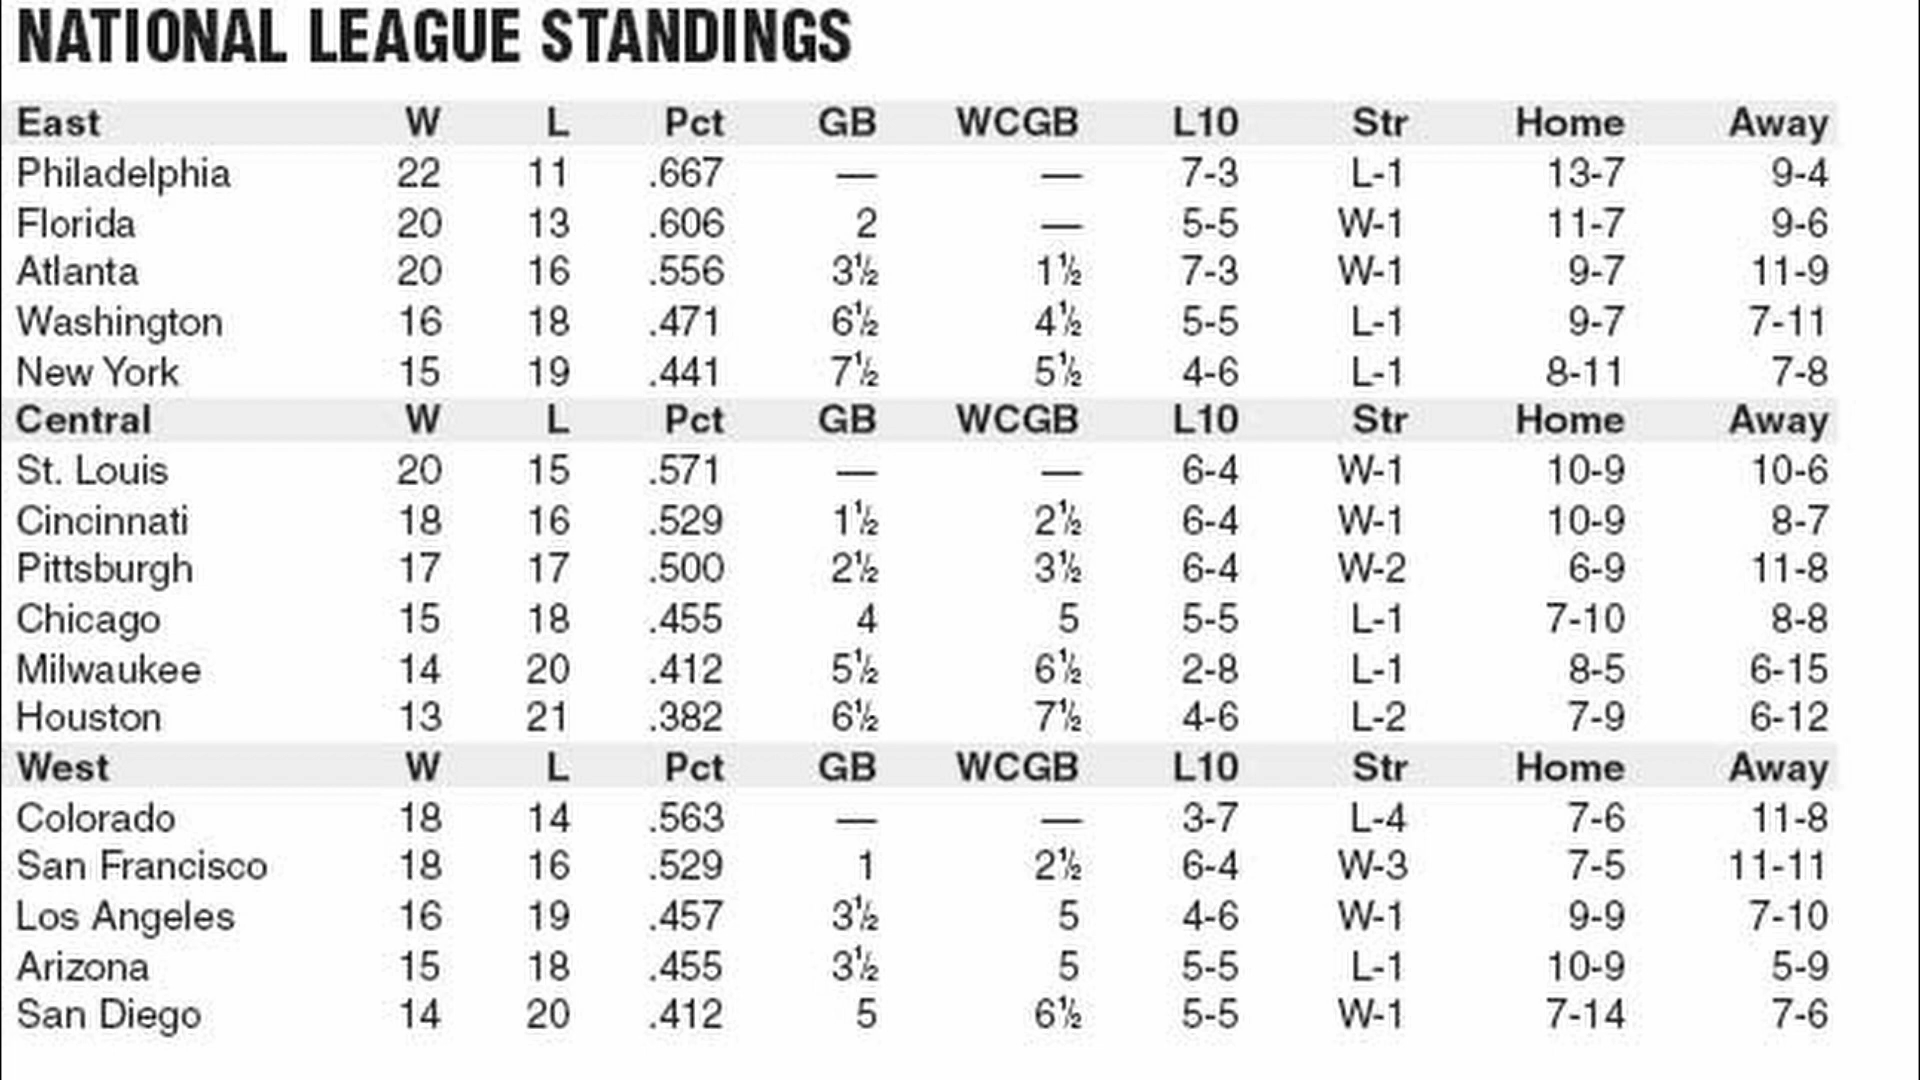 NATIONAL LEAGUE STANDINGS
East W L Pct GB WCGB L10 Str Home Away
Philadelphia 22 11 .667 — — 7-3 L-1 13-7 9-4
Florida 20 13 .606 2 — 5-5 W-1 11-7 9-6
Atlanta 20 16 .556 3½ 1½ 7-3 W-1 9-7 11-9
Washington 16 18 .471 6½ 4½ 5-5 L-1 9-7 7-11
New York 15 19 .441 7½ 5½ 4-6 L-1 8-11 7-8
Central W L Pct GB WCGB L10 Str Home Away
St. Louis 20 15 .571 — — 6-4 W-1 10-9 10-6
Cincinnati 18 16 .529 1½ 2½ 6-4 W-1 10-9 8-7
Pittsburgh 17 17 .500 2½ 3½ 6-4 W-2 6-9 11-8
Chicago 15 18 .455 4 5 5-5 L-1 7-10 8-8
Milwaukee 14 20 .412 5½ 6½ 2-8 L-1 8-5 6-15
Houston 13 21 .382 6½ 7½ 4-6 L-2 7-9 6-12
West W L Pct GB WCGB L10 Str Home Away
Colorado 18 14 .563 — — 3-7 L-4 7-6 11-8
San Francisco 18 16 .529 1 2½ 6-4 W-3 7-5 11-11
Los Angeles 16 19 .457 3½ 5 4-6 W-1 9-9 7-10
Arizona 15 18 .455 3½ 5 5-5 L-1 10-9 5-9
San Diego 14 20 .412 5 6½ 5-5 W-1 7-14 7-6